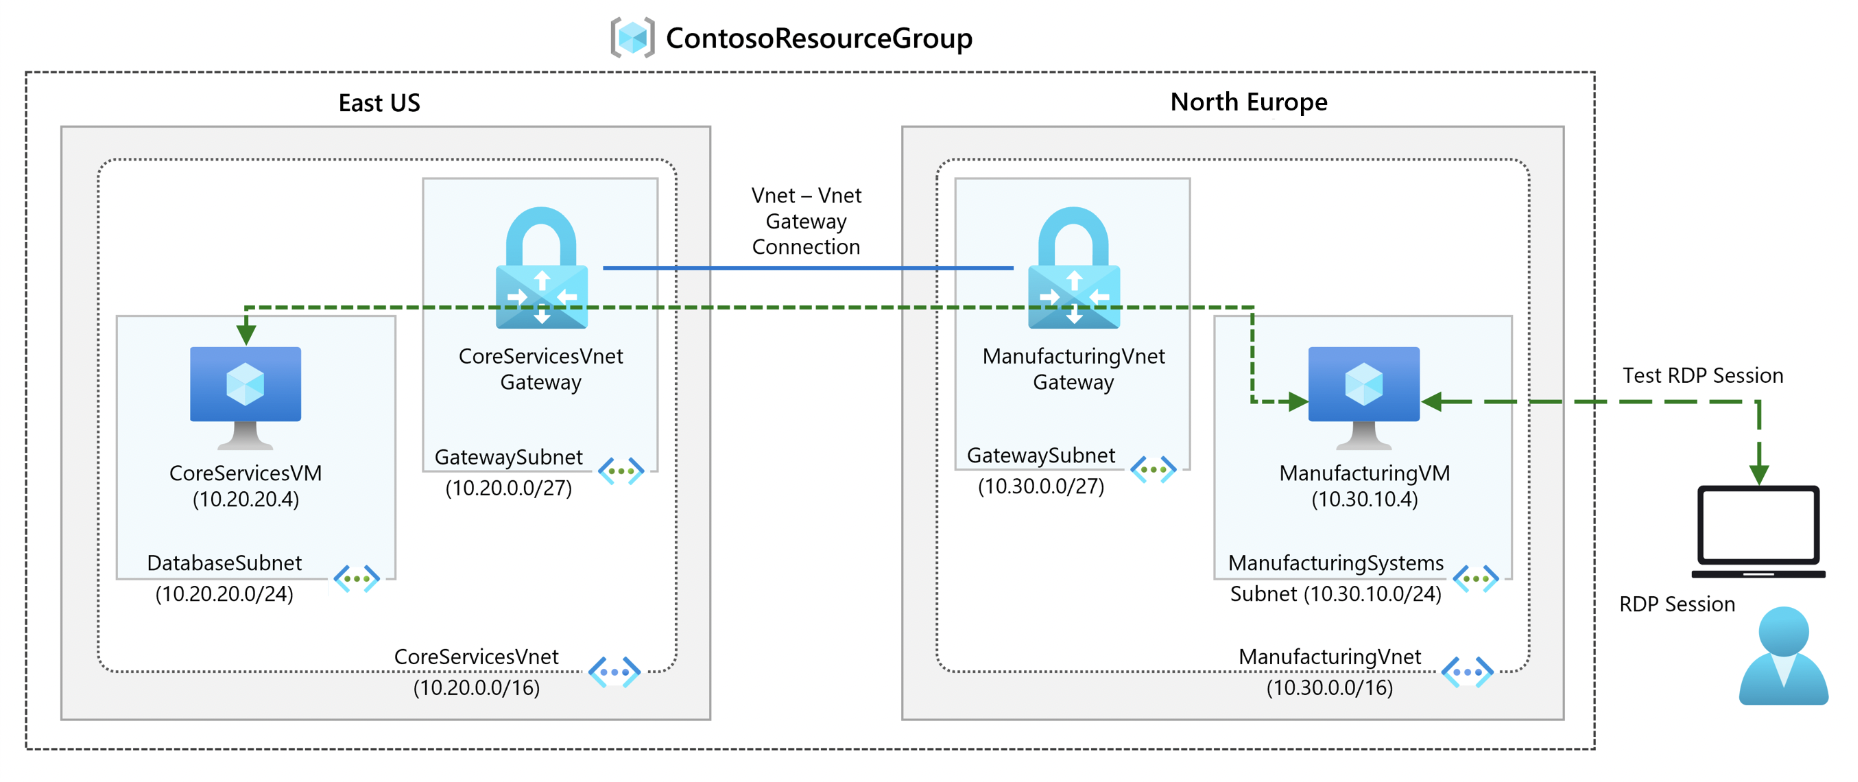 ContosoResourceGroup
East US
North Europe
Vnet – Vnet
Gateway
Connection
CoreServicesVnet
Gateway
GatewaySubnet
(10.20.0.0/27)
CoreServicesVM
(10.20.20.4)
DatabaseSubnet
(10.20.20.0/24)
CoreServicesVnet
(10.20.0.0/16)
ManufacturingVnet
Gateway
GatewaySubnet
(10.30.0.0/27)
ManufacturingVM
(10.30.10.4)
ManufacturingSystems
Subnet (10.30.10.0/24)
ManufacturingVnet
(10.30.0.0/16)
Test RDP Session
RDP Session